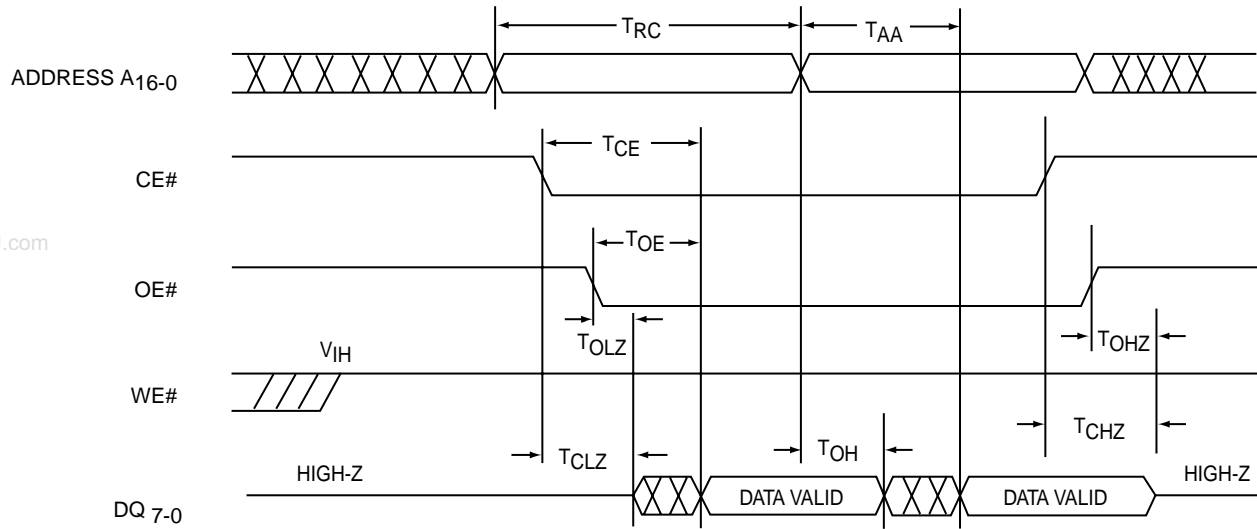 TRC
TAA
ADDRESS A16-0
TCE
CE#
TOE
.com
OE#
TOLZ
TOHZ
VIH
WE#
TCHZ
TOH
TCLZ
HIGH-Z
HIGH-Z
DATA VALID
DATA VALID
DQ 7-0